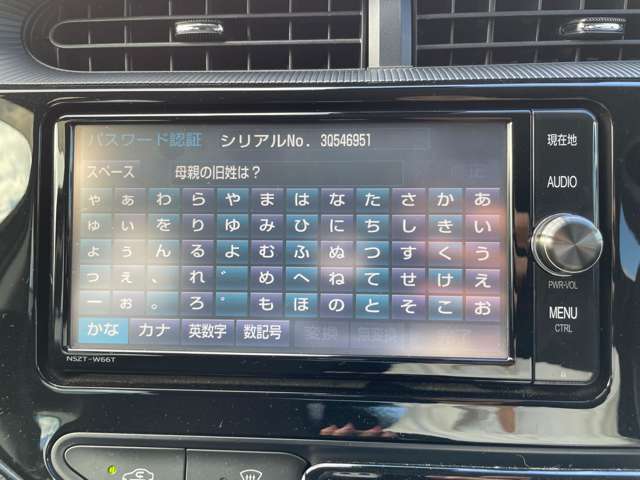 パスワード認証 シリアルNo. 3Q546951
スペース 母親の旧姓は？
ゃ ぁ わ ら や ま は な た さ か あ
ゅ ぃ を り ゆ み ひ に ち し き い
ょ ぅ ん る よ む ふ ぬ つ す く う
っ ぇ 、 れ ゛ め へ ね て せ け え
ー ぉ 。 ろ ゜ も ほ の と そ こ お
かな カナ 英数字 数記号 変換 無変換
NSZT-W66T
現在地
AUDIO
PWR·VOL
MENU
CTRL